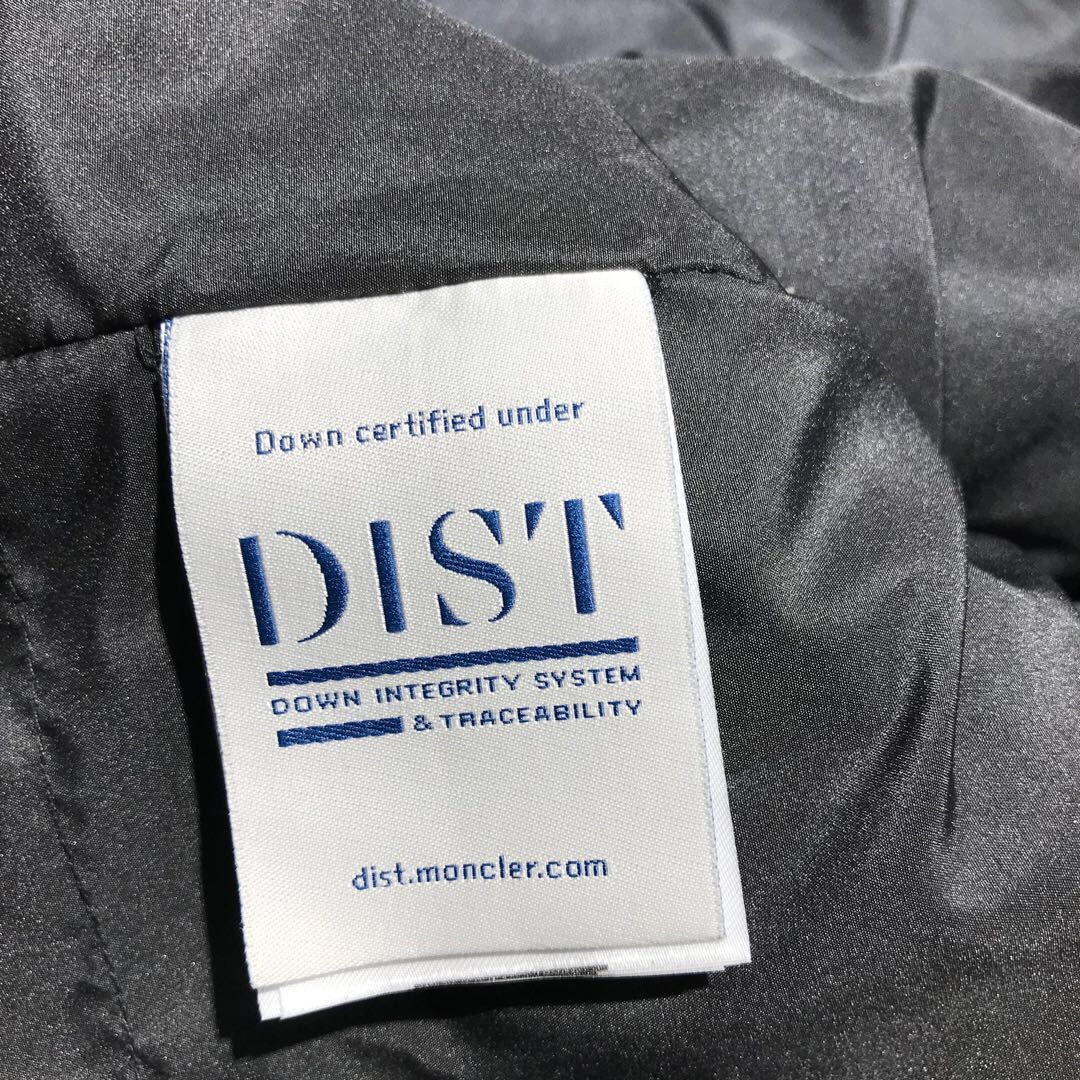 Down certified under
DIST
DOWN INTEGRITY SYSTEM
& TRACEABILITY
dist.moncler.com